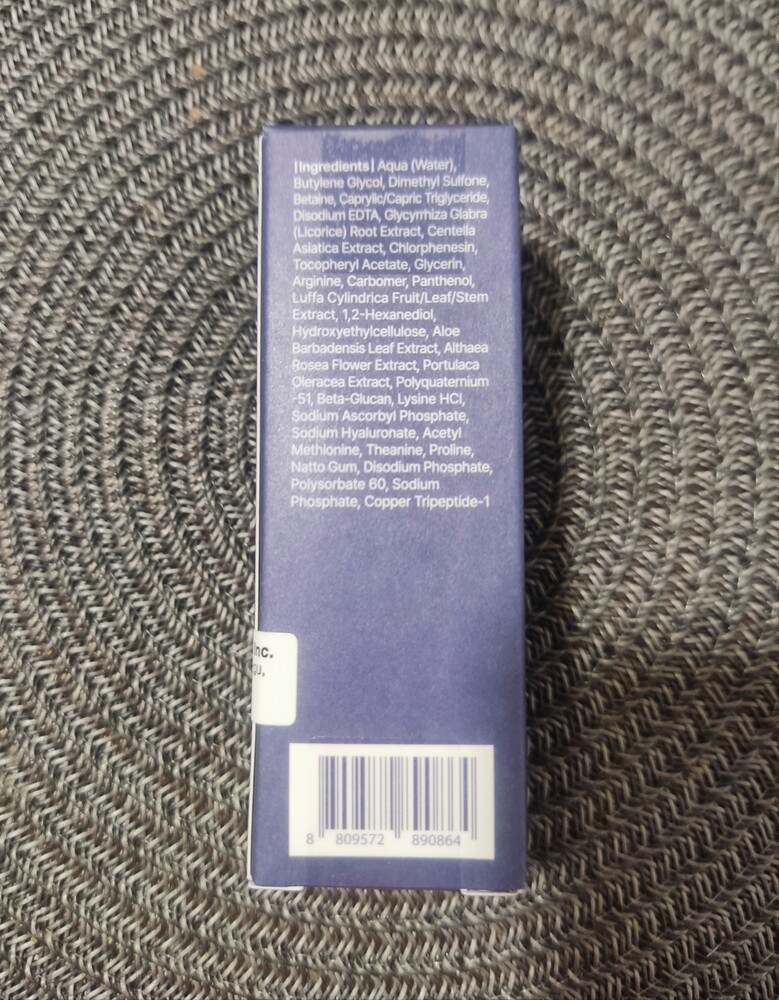 |Ingredients| Aqua (Water),
Butylene Glycol, Dimethyl Sulfone,
Betaine, Caprylic/Capric Triglyceride,
Disodium EDTA, Glycyrrhiza Glabra
(Licorice) Root Extract, Centella
Asiatica Extract, Chlorphenesin,
Tocopheryl Acetate, Glycerin,
Arginine, Carbomer, Panthenol,
Luffa Cylindrica Fruit/Leaf/Stem
Extract, 1,2-Hexanediol,
Hydroxyethylcellulose, Aloe
Barbadensis Leaf Extract, Althaea
Rosea Flower Extract, Portulaca
Oleracea Extract, Polyquaternium
-51, Beta-Glucan, Lysine HCl,
Sodium Ascorbyl Phosphate,
Sodium Hyaluronate, Acetyl
Methionine, Theanine, Proline,
Natto Gum, Disodium Phosphate,
Polysorbate 60, Sodium
Phosphate, Copper Tripeptide-1
Inc.
8 809572 890864